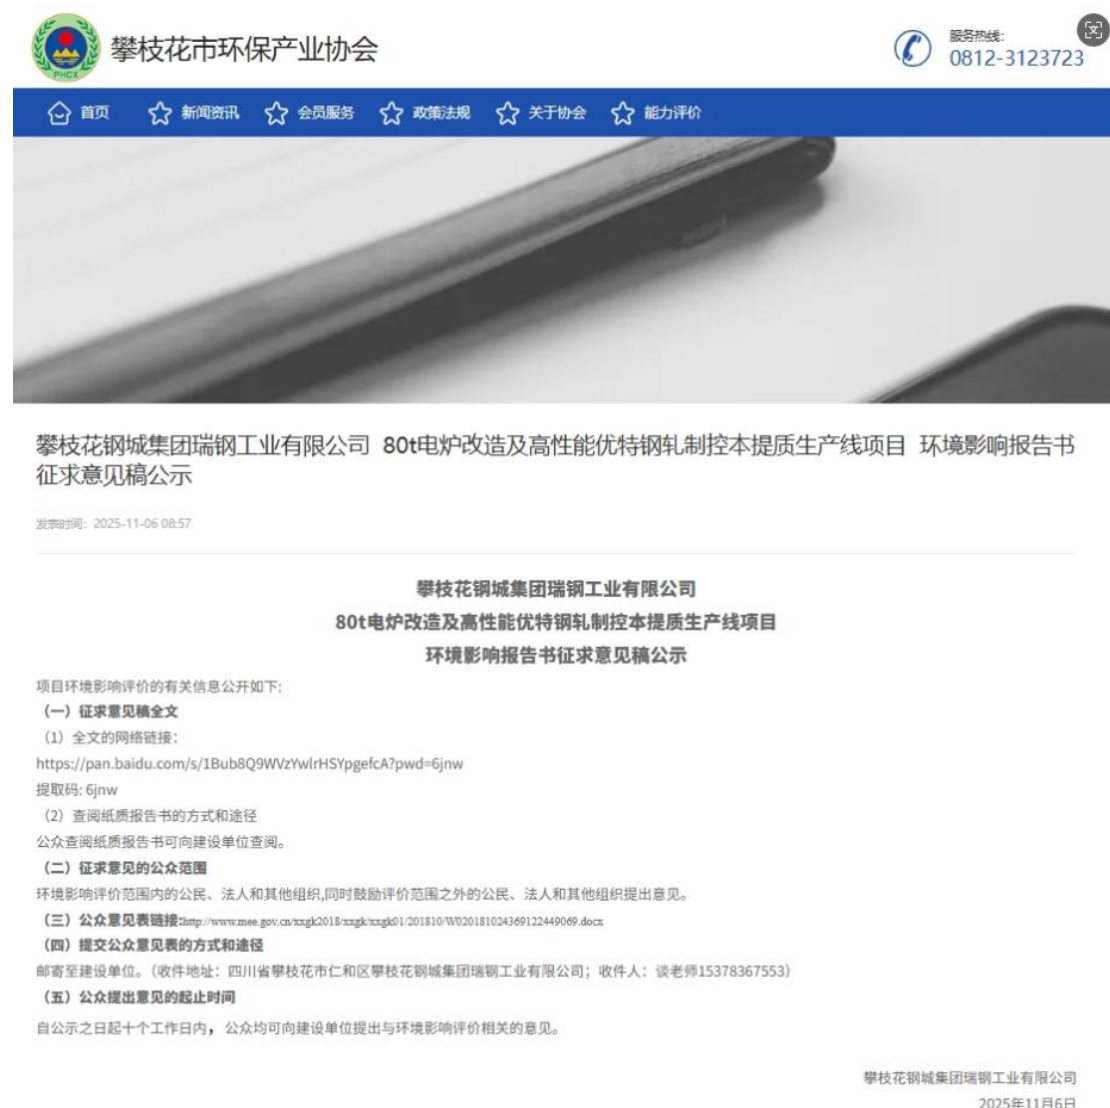 PHCX
攀枝花市环保产业协会
服务热线：
0812-3123723
首页
新闻资讯
会员服务
政策法规
关于协会
能力评价
攀枝花钢城集团瑞钢工业有限公司 80t电炉改造及高性能优特钢轧制控本提质生产线项目 环境影响报告书
征求意见稿公示
发表时间：2025-11-06 08:57
攀枝花钢城集团瑞钢工业有限公司
80t电炉改造及高性能优特钢轧制控本提质生产线项目
环境影响报告书征求意见稿公示
项目环境影响评价的有关信息公开如下:
（一）征求意见稿全文
（1）全文的网络链接：
https://pan.baidu.com/s/1Bub8Q9WVzYwlrHSYpgefcA?pwd=6jnw
提取码: 6jnw
（2）查阅纸质报告书的方式和途径
公众查阅纸质报告书可向建设单位查阅。
（二）征求意见的公众范围
环境影响评价范围内的公民、法人和其他组织,同时鼓励评价范围之外的公民、法人和其他组织提出意见。
（三）公众意见表链接:http://www.mee.gov.cn/xxgk2018/xxgk/xxgk01/201810/W020181024369122449069.docx
（四）提交公众意见表的方式和途径
邮寄至建设单位。（收件地址：四川省攀枝花市仁和区攀枝花钢城集团瑞钢工业有限公司；收件人：谈老师15378367553）
（五）公众提出意见的起止时间
自公示之日起十个工作日内，公众均可向建设单位提出与环境影响评价相关的意见。
攀枝花钢城集团瑞钢工业有限公司
2025年11月6日